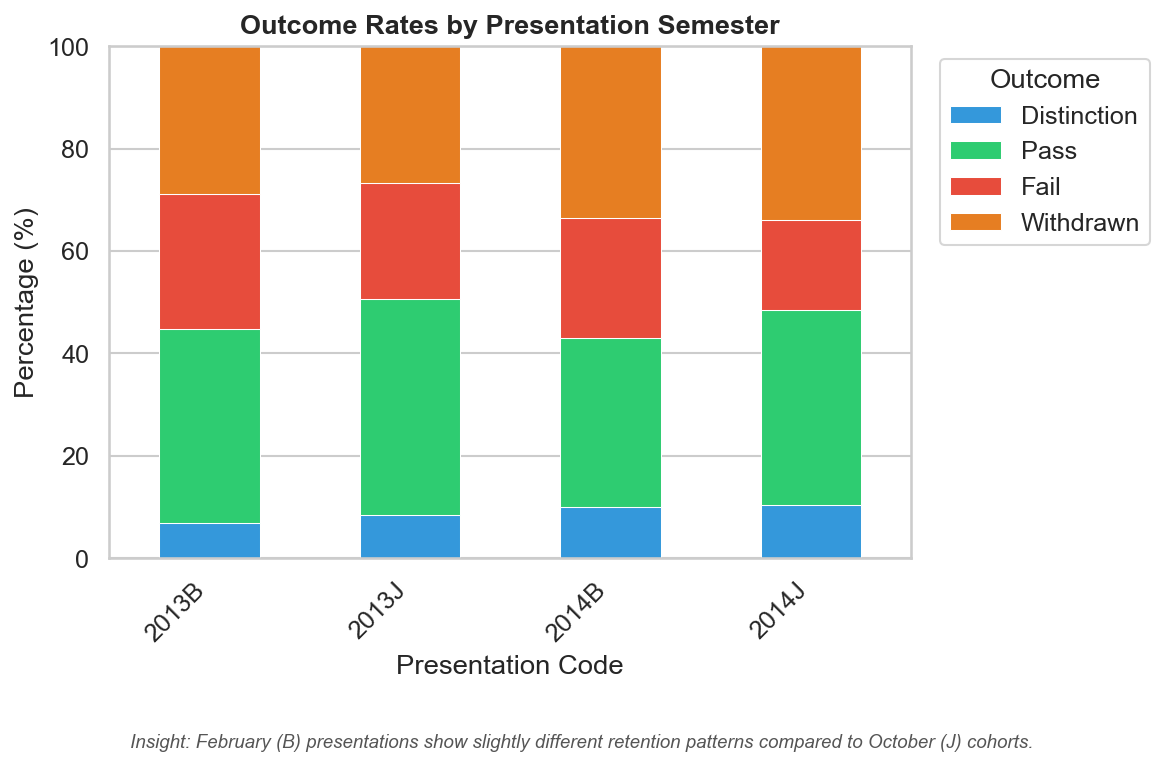 Outcome Rates by Presentation Semester
100
80
60
40
20
0
Percentage (%)
2013B
2013J
2014B
2014J
Presentation Code
Outcome
Distinction
Pass
Fail
Withdrawn
Insight: February (B) presentations show slightly different retention patterns compared to October (J) cohorts.